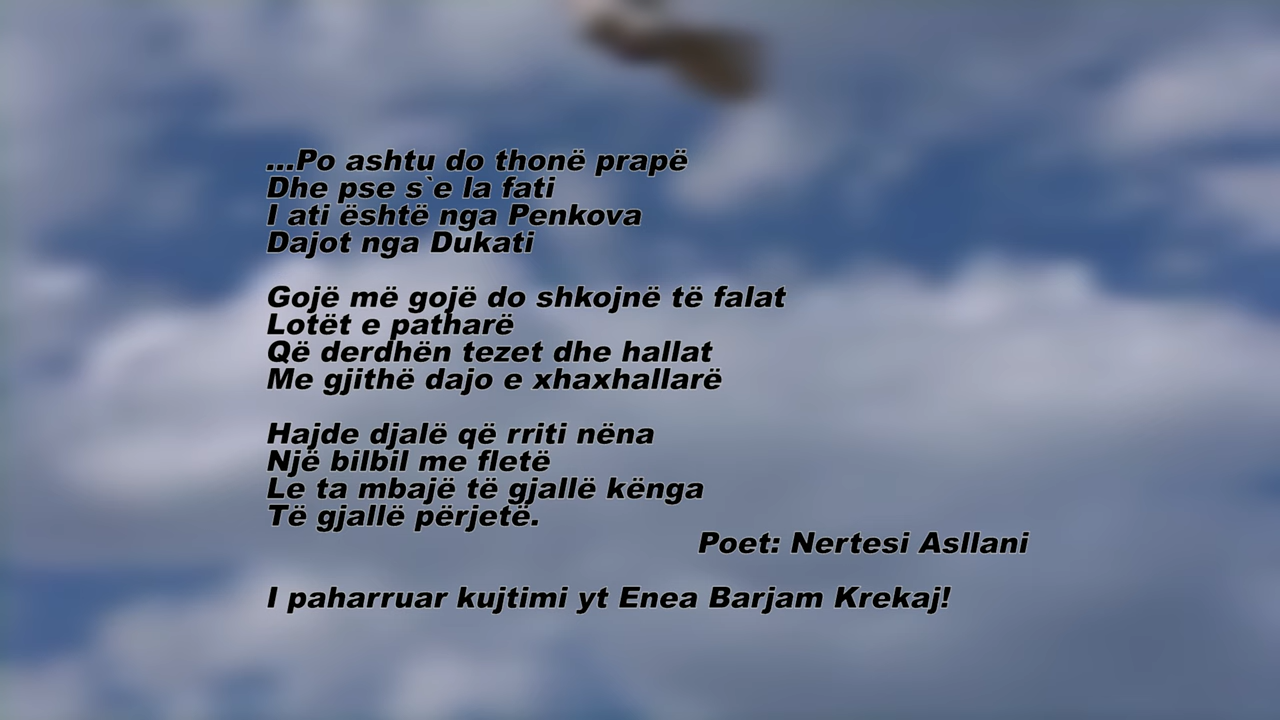 ...Po ashtu do thonë prapë
Dhe pse s`e la fati
I ati është nga Penkova
Dajot nga Dukati
Gojë më gojë do shkojnë të falat
Lotët e patharë
Që derdhën tezet dhe hallat
Me gjithë dajo e xhaxhallarë
Hajde djalë që rriti nëna
Një bilbil me fletë
Le ta mbajë të gjallë kënga
Të gjallë përjetë.
Poet: Nertesi Asllani
I paharruar kujtimi yt Enea Barjam Krekaj!